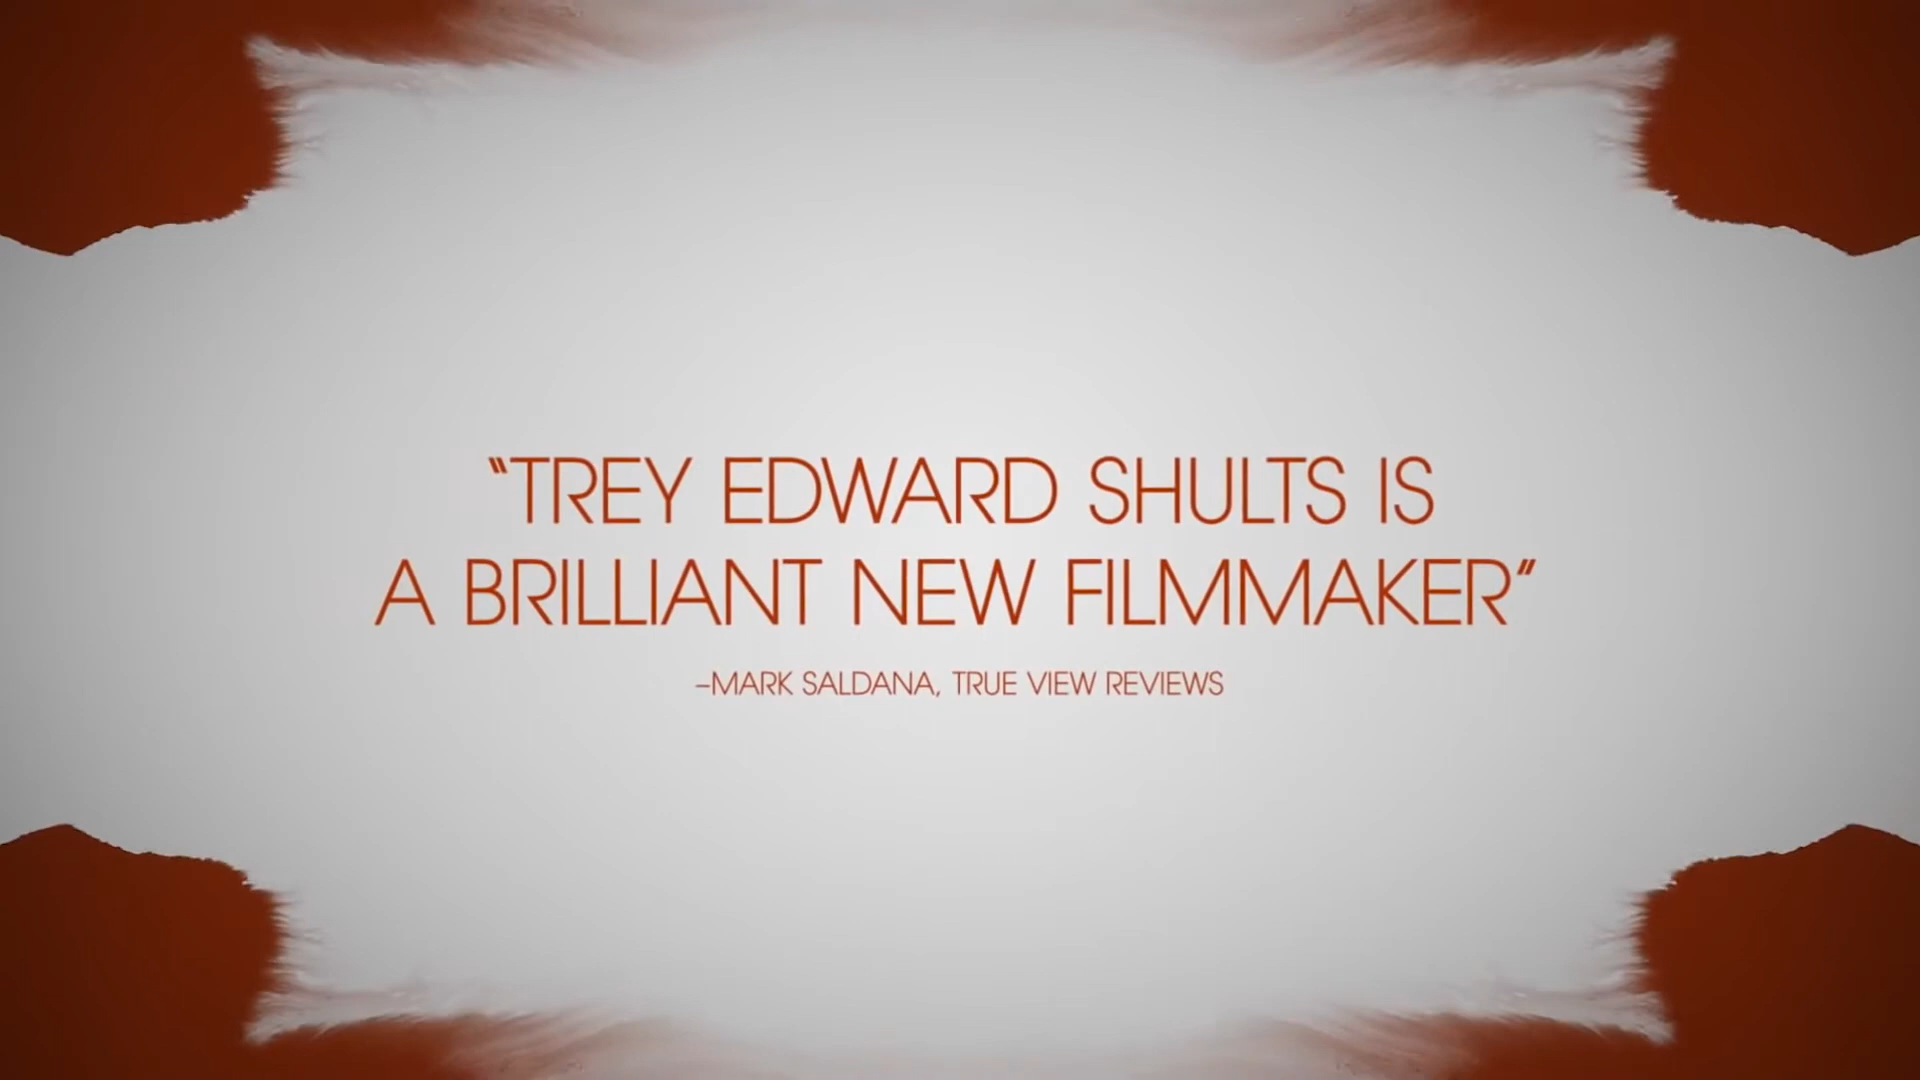 “TREY EDWARD SHULTS IS
A BRILLIANT NEW FILMMAKER”
–MARK SALDANA, TRUE VIEW REVIEWS